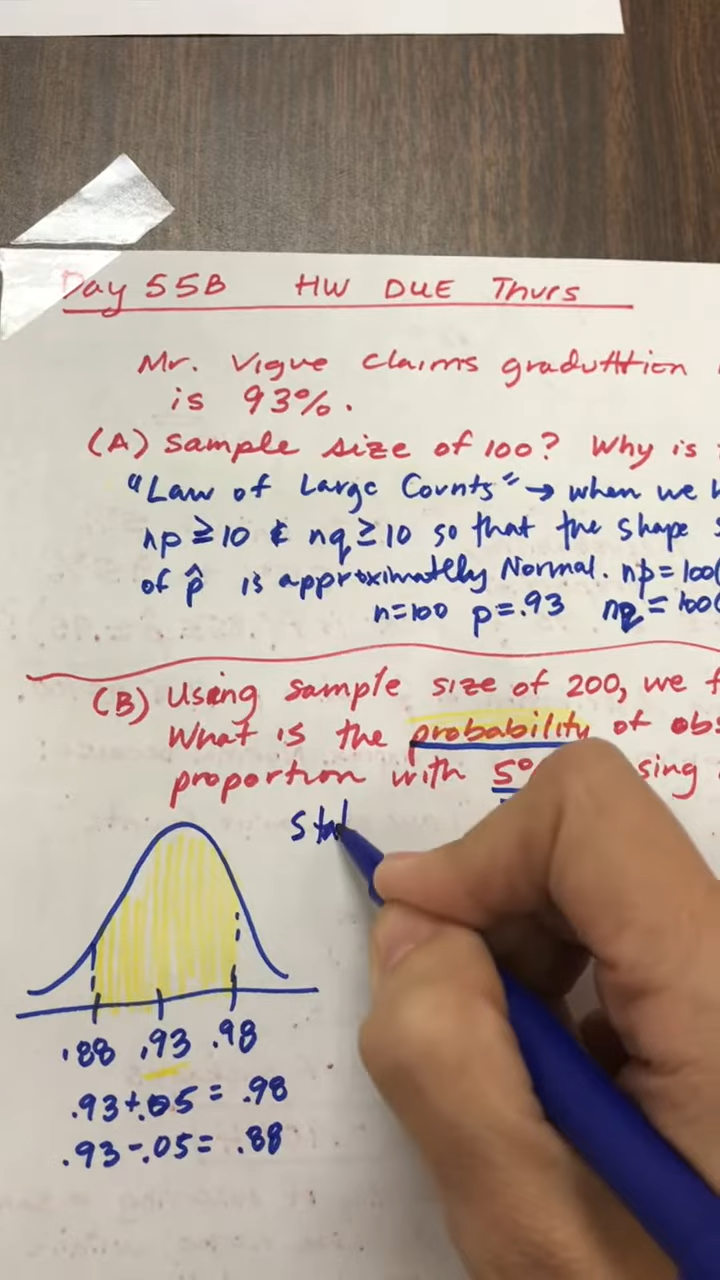 Day 55B HW DUE Thurs
Mr. Vigue claims graduttion
is 93%.
(A) sample size of 100? Why is
"Law of Large Counts" → when we
np ≥ 10 & nq ≥ 10 so that the shape
of p̂ is approximatlly Normal. np = 100(
n=100 p=.93 nq = 100(
(B) Using sample size of 200, we
What is the probability of obs
proportion with 5%
.88 .93 .98
.93+.05 = .98
.93-.05 = .88